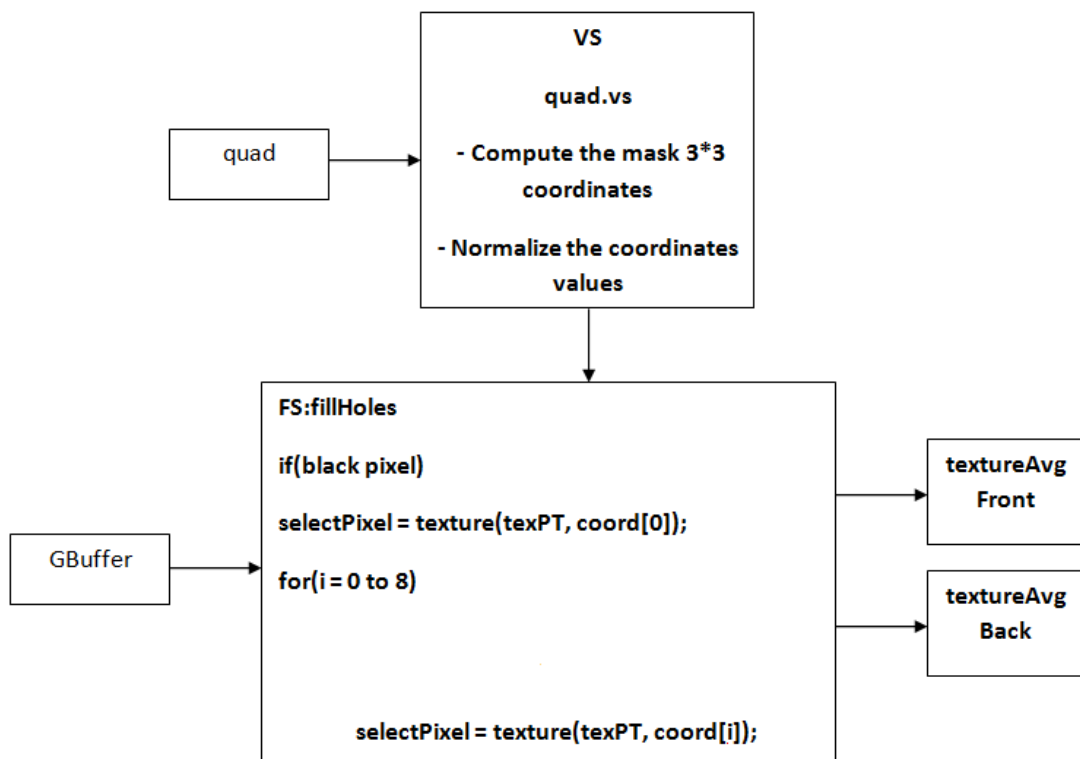 VS
quad.vs
quad
- Compute the mask 3*3
coordinates
- Normalize the coordinates
values
FS:fillHoles
if(black pixel)
selectPixel = texture(texPT, coord[0]);
for(i = 0 to 8)
selectPixel = texture(texPT, coord[i]);
GBuffer
textureAvg
Front
textureAvg
Back